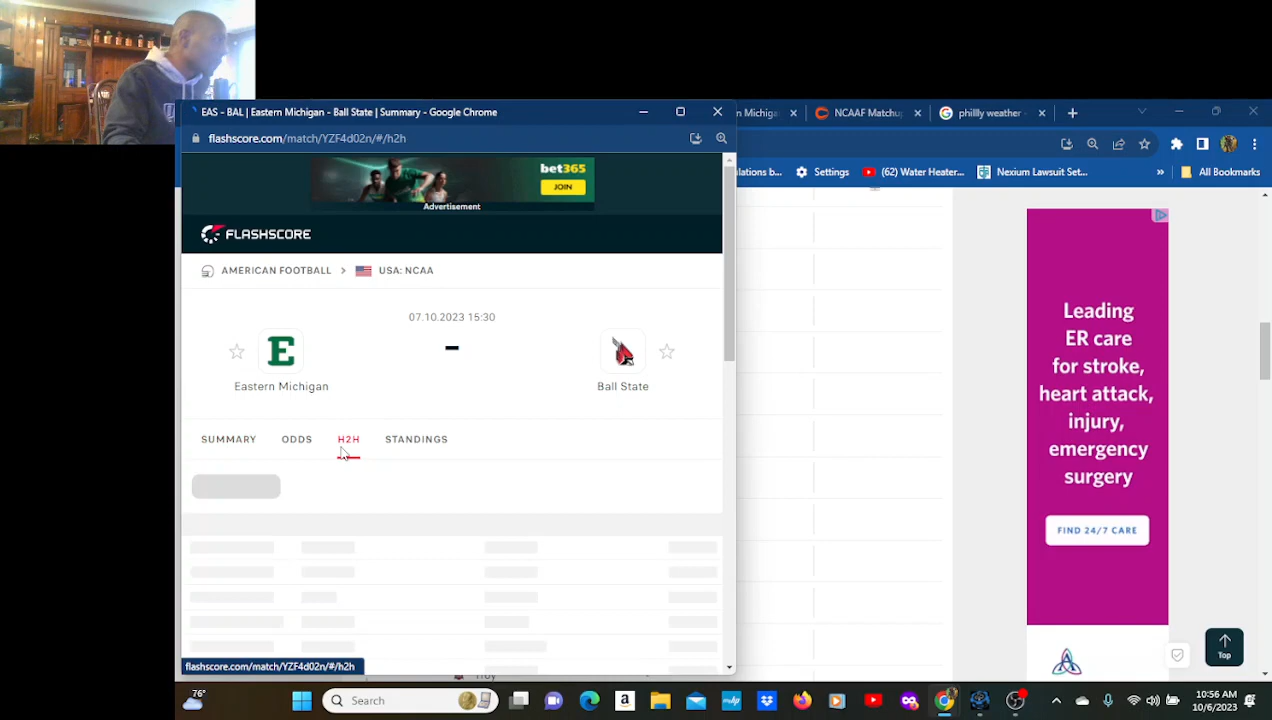 EAS - BAL | Eastern Michigan - Ball State | Summary - Google Chrome
n Michiga
NCAAF Matchup
phillly weather -
flashscore.com/match/YZF4d02n/#/h2h
lations b...
Settings
(62) Water Heater...
Nexium Lawsuit Set...
»
All Bookmarks
bet365
JOIN
Advertisement
FLASHSCORE
AMERICAN FOOTBALL > USA: NCAA
07.10.2023 15:30
-
E
Eastern Michigan
Ball State
SUMMARY
ODDS
H2H
STANDINGS
Leading
ER care
for stroke,
heart attack,
injury,
emergency
surgery
FIND 24/7 CARE
Top
flashscore.com/match/YZF4d02n/#/h2h
Troy
76°
Search
a
myhp
10:56 AM
10/6/2023